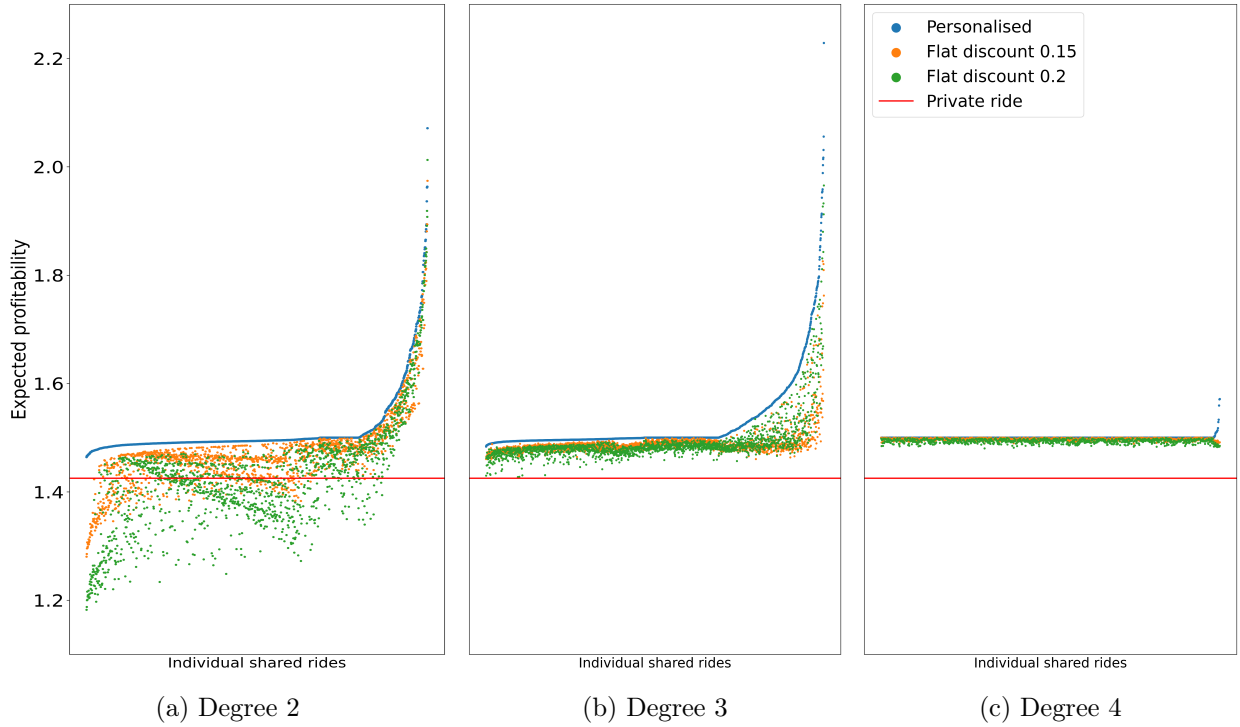 Expected profitability
2.2
2.0
1.8
1.6
1.4
1.2
Personalised
Flat discount 0.15
Flat discount 0.2
Private ride
Individual shared rides
Individual shared rides
Individual shared rides
(a) Degree 2
(b) Degree 3
(c) Degree 4